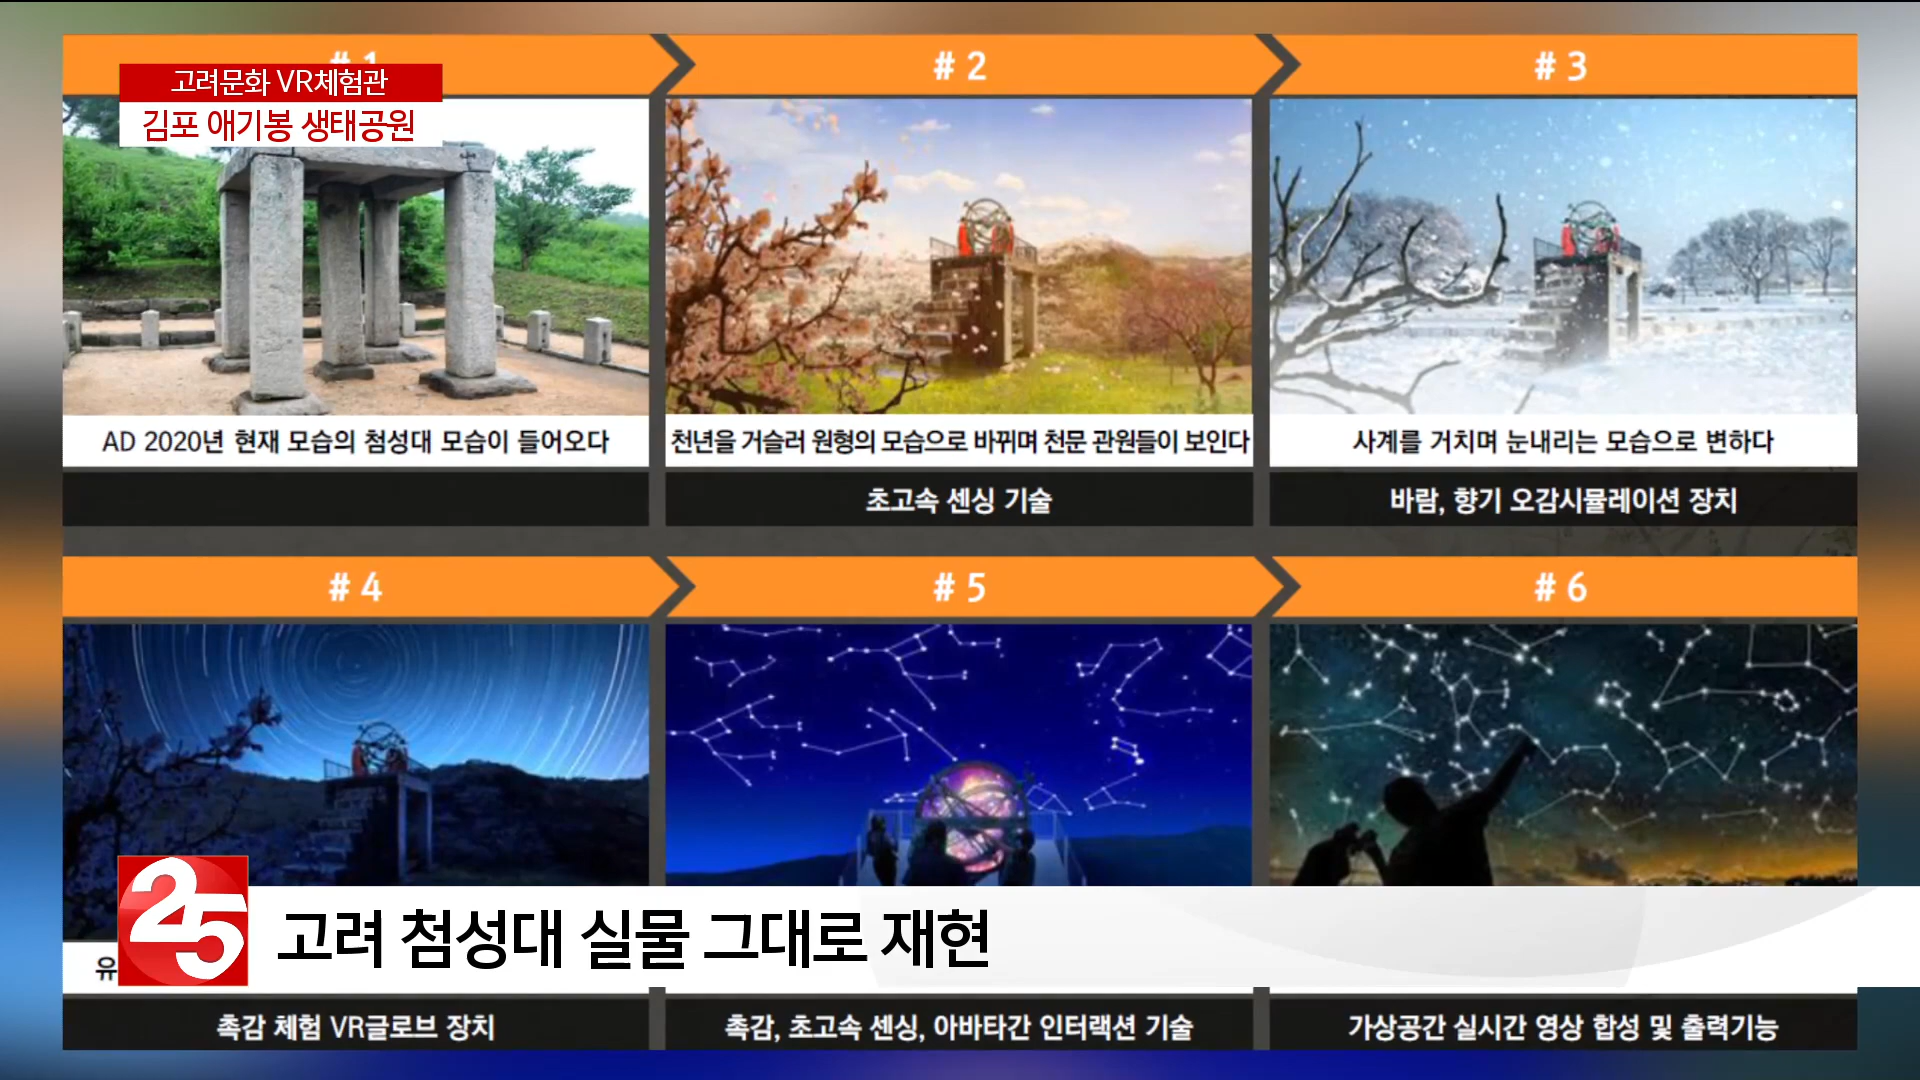 # 1
# 2
# 3
고려문화 VR체험관
김포 애기봉 생태공원
AD 2020년 현재 모습의 첨성대 모습이 들어오다
천년을 거슬러 원형의 모습으로 바뀌며 천문 관원들이 보인다
사계를 거치며 눈내리는 모습으로 변하다
초고속 센싱 기술
바람, 향기 오감시뮬레이션 장치
# 4
# 5
# 6
25
고려 첨성대 실물 그대로 재현
촉감 체험 VR글로브 장치
촉감, 초고속 센싱, 아바타간 인터랙션 기술
가상공간 실시간 영상 합성 및 출력기능